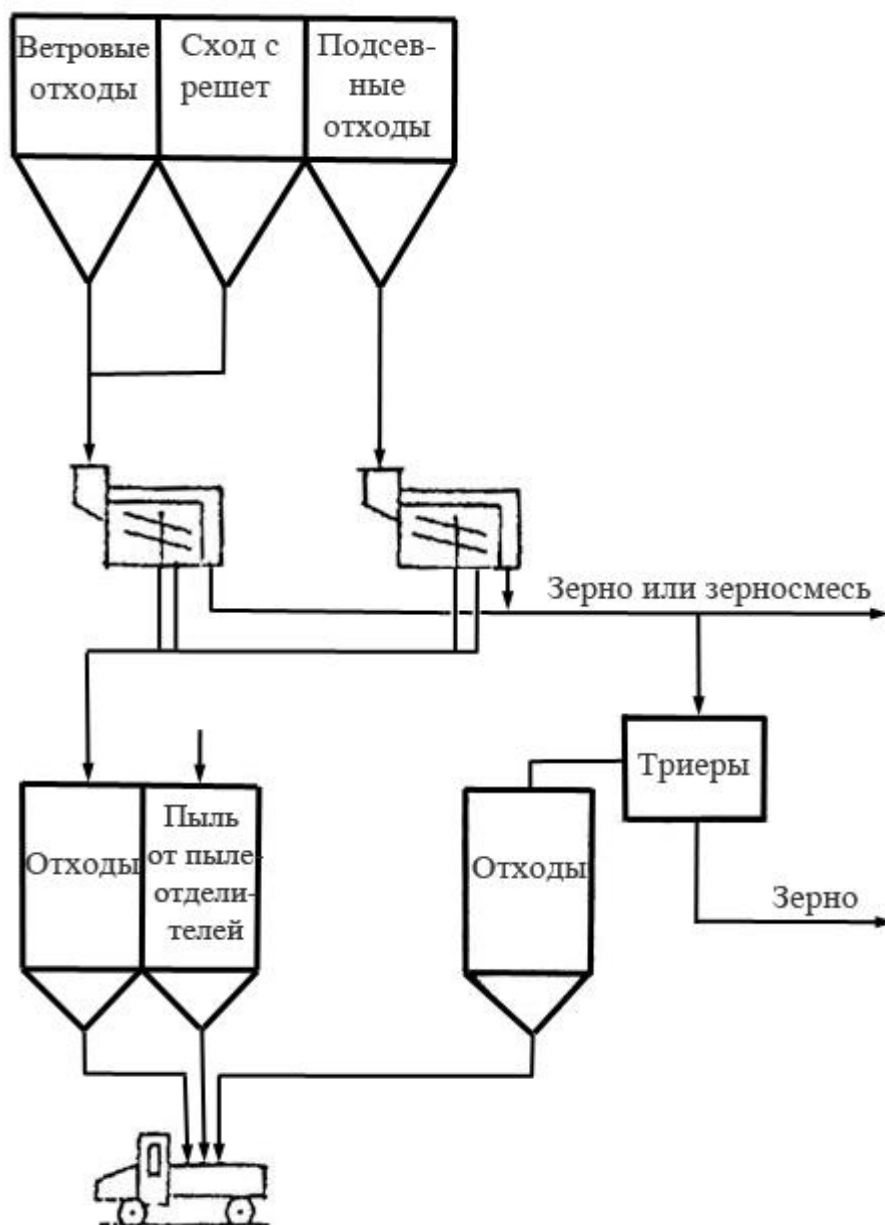 Ветровые
отходы
Сход с
решет
Подсев-
ные
отходы
Зерно или зерносмесь
Триеры
Отходы
Пыль
от пыле-
отдели-
телей
Отходы
Зерно